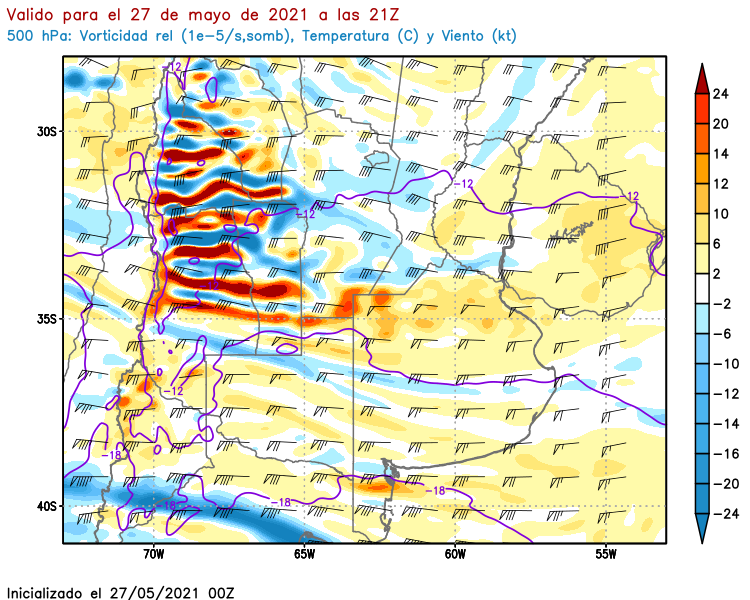 Valido para el 27 de mayo de 2021 a las 21Z
500 hPa: Vorticidad rel (1e-5/s,somb), Temperatura (C) y Viento (kt)
-12
30S
-12
-12
-12
-12
35S
-12
-18
-18
-18
-18
40S
70W
65W
60W
55W
24
20
14
12
10
6
2
-2
-6
-8
-10
-12
-14
-16
-20
-24
Inicializado el 27/05/2021 00Z